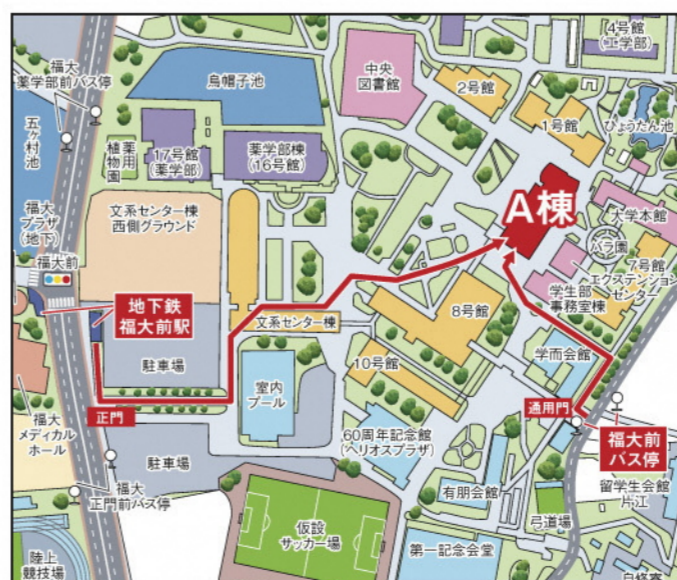 福大
薬学部前バス停
烏帽子池
中央
図書館
2号館
4号館
(工学部)
1号館
ひょうたん池
五ヶ村池
薬用
植物園
17号館
(薬学部)
薬学部棟
(16号館)
A棟
大学本館
バラ園
7号館
エクステンション
センター
福大
プラザ
(地下)
福大前
文系センター棟
西側グラウンド
地下鉄
福大前駅
文系センター棟
8号館
学生部
事務室棟
駐車場
10号館
学而会館
室内
プール
正門
通用門
福大前
バス停
福大
メディカル
ホール
60周年記念館
(ヘリオスプラザ)
駐車場
福大
正門前バス停
有朋会館
留学生会館
片江
弓道場
仮設
サッカー場
第一記念会堂
陸上
競技場